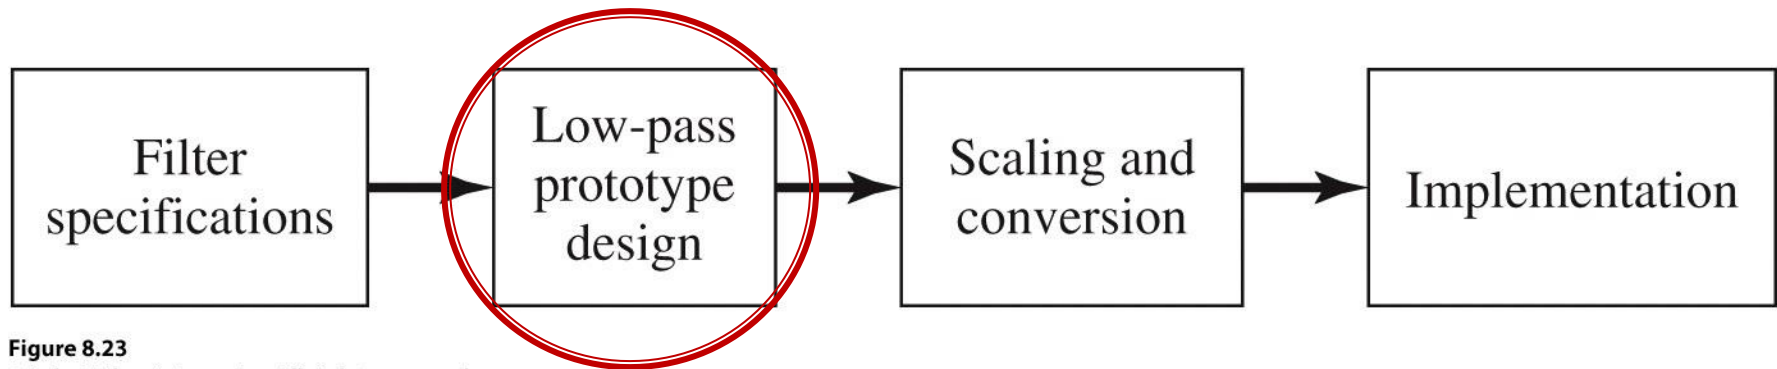 Filter
specifications
Low-pass
prototype
design
Scaling and
conversion
Implementation
Figure 8.23